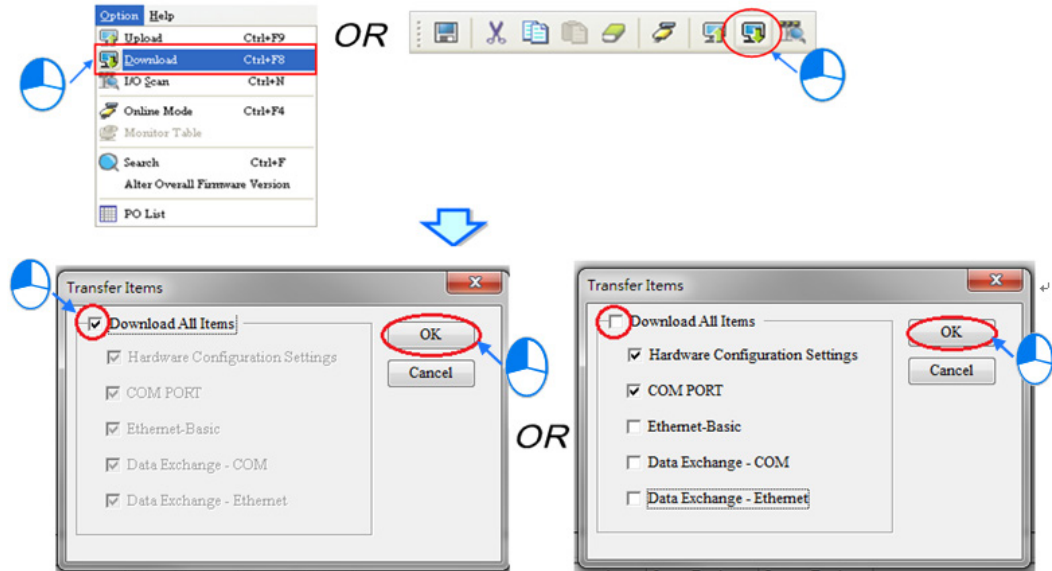 Option Help
Upload Ctrl+F9
Download Ctrl+F8
I/O Scan Ctrl+N
Online Mode Ctrl+F4
Monitor Table
Search Ctrl+F
Alter Overall Firmware Version
PO List
OR
Transfer Items
Download All Items
Hardware Configuration Settings
COM PORT
Ethernet-Basic
Data Exchange - COM
Data Exchange - Ethernet
OK
Cancel
OR
Transfer Items
Download All Items
Hardware Configuration Settings
COM PORT
Ethernet-Basic
Data Exchange - COM
Data Exchange - Ethernet
OK
Cancel